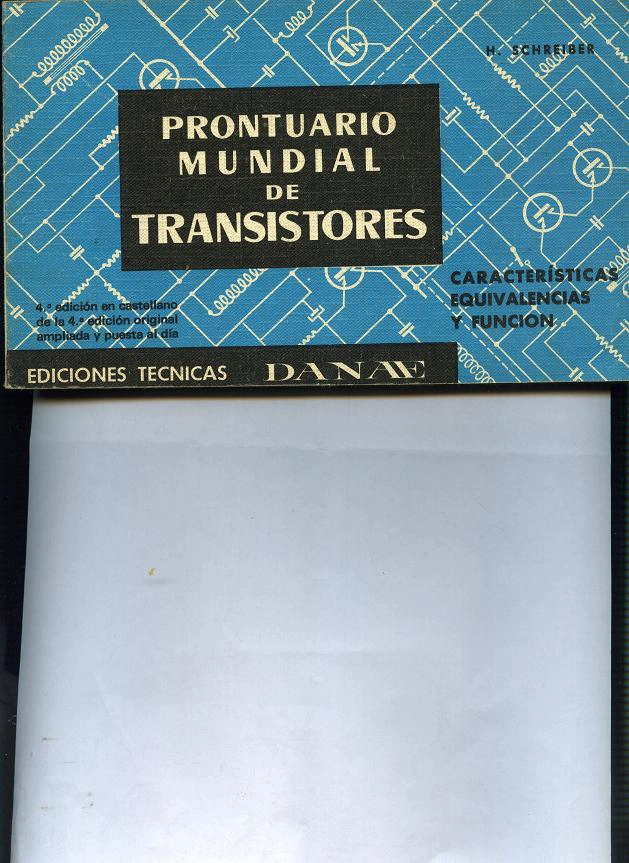 H. SCHREIBER
PRONTUARIO
MUNDIAL
DE
TRANSISTORES
CARACTERÍSTICAS
EQUIVALENCIAS
Y FUNCION
4.ª edición en castellano
de la 4.ª edición original
ampliada y puesta al día
EDICIONES TECNICAS DANAE